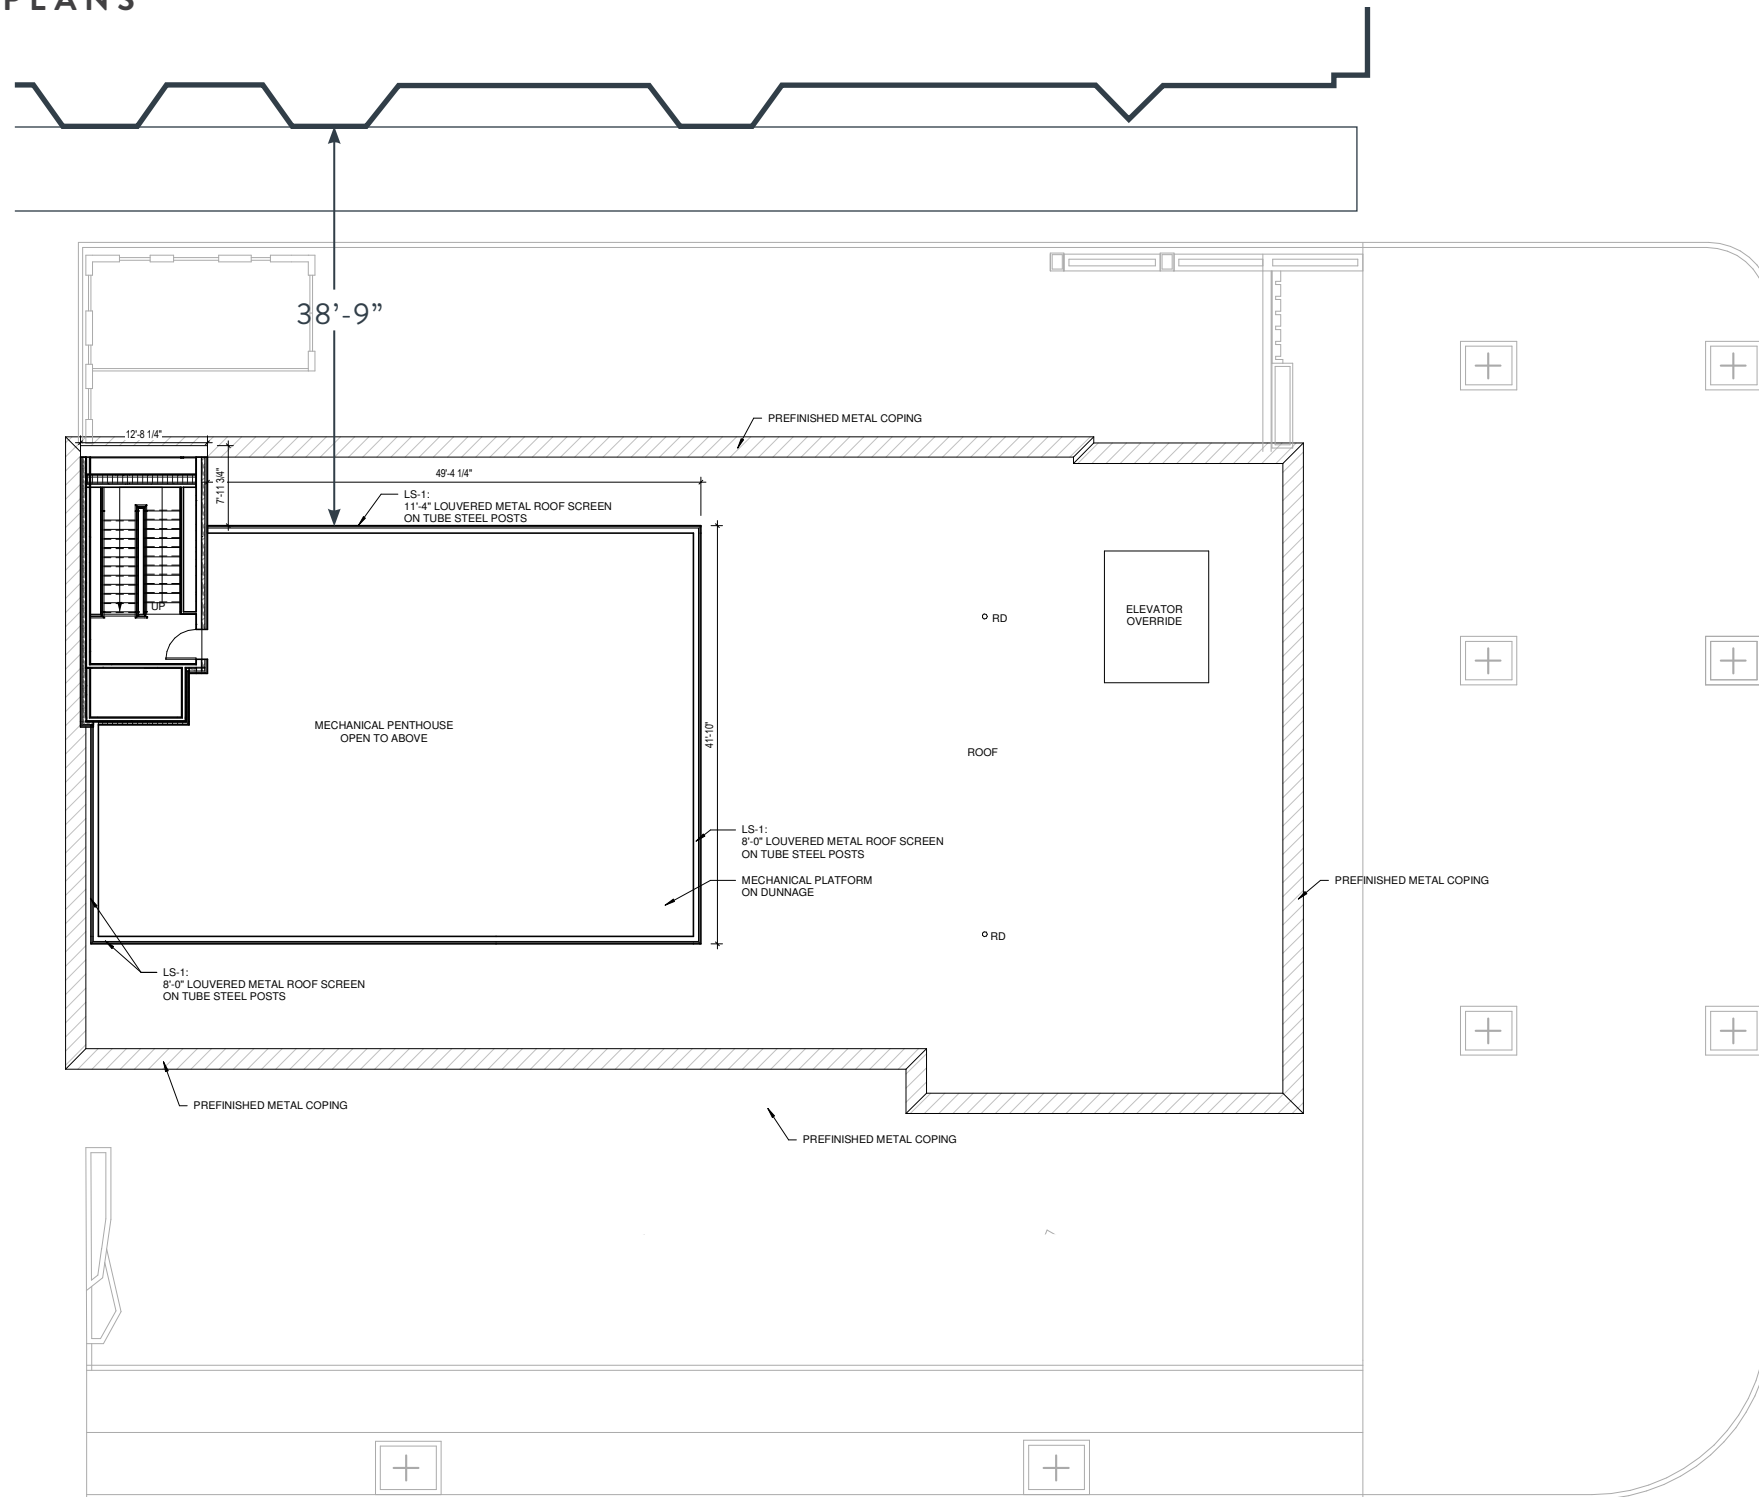 PLANS
38’-9”
PREFINISHED METAL COPING
12'-8 1/4"
49'-4 1/4"
7'-11 3/4"
LS-1:
11'-4" LOUVERED METAL ROOF SCREEN
ON TUBE STEEL POSTS
UP
ELEVATOR
OVERRIDE
RD
MECHANICAL PENTHOUSE
OPEN TO ABOVE
41'-10"
ROOF
LS-1:
8'-0" LOUVERED METAL ROOF SCREEN
ON TUBE STEEL POSTS
MECHANICAL PLATFORM
ON DUNNAGE
PREFINISHED METAL COPING
RD
LS-1:
8'-0" LOUVERED METAL ROOF SCREEN
ON TUBE STEEL POSTS
PREFINISHED METAL COPING
PREFINISHED METAL COPING